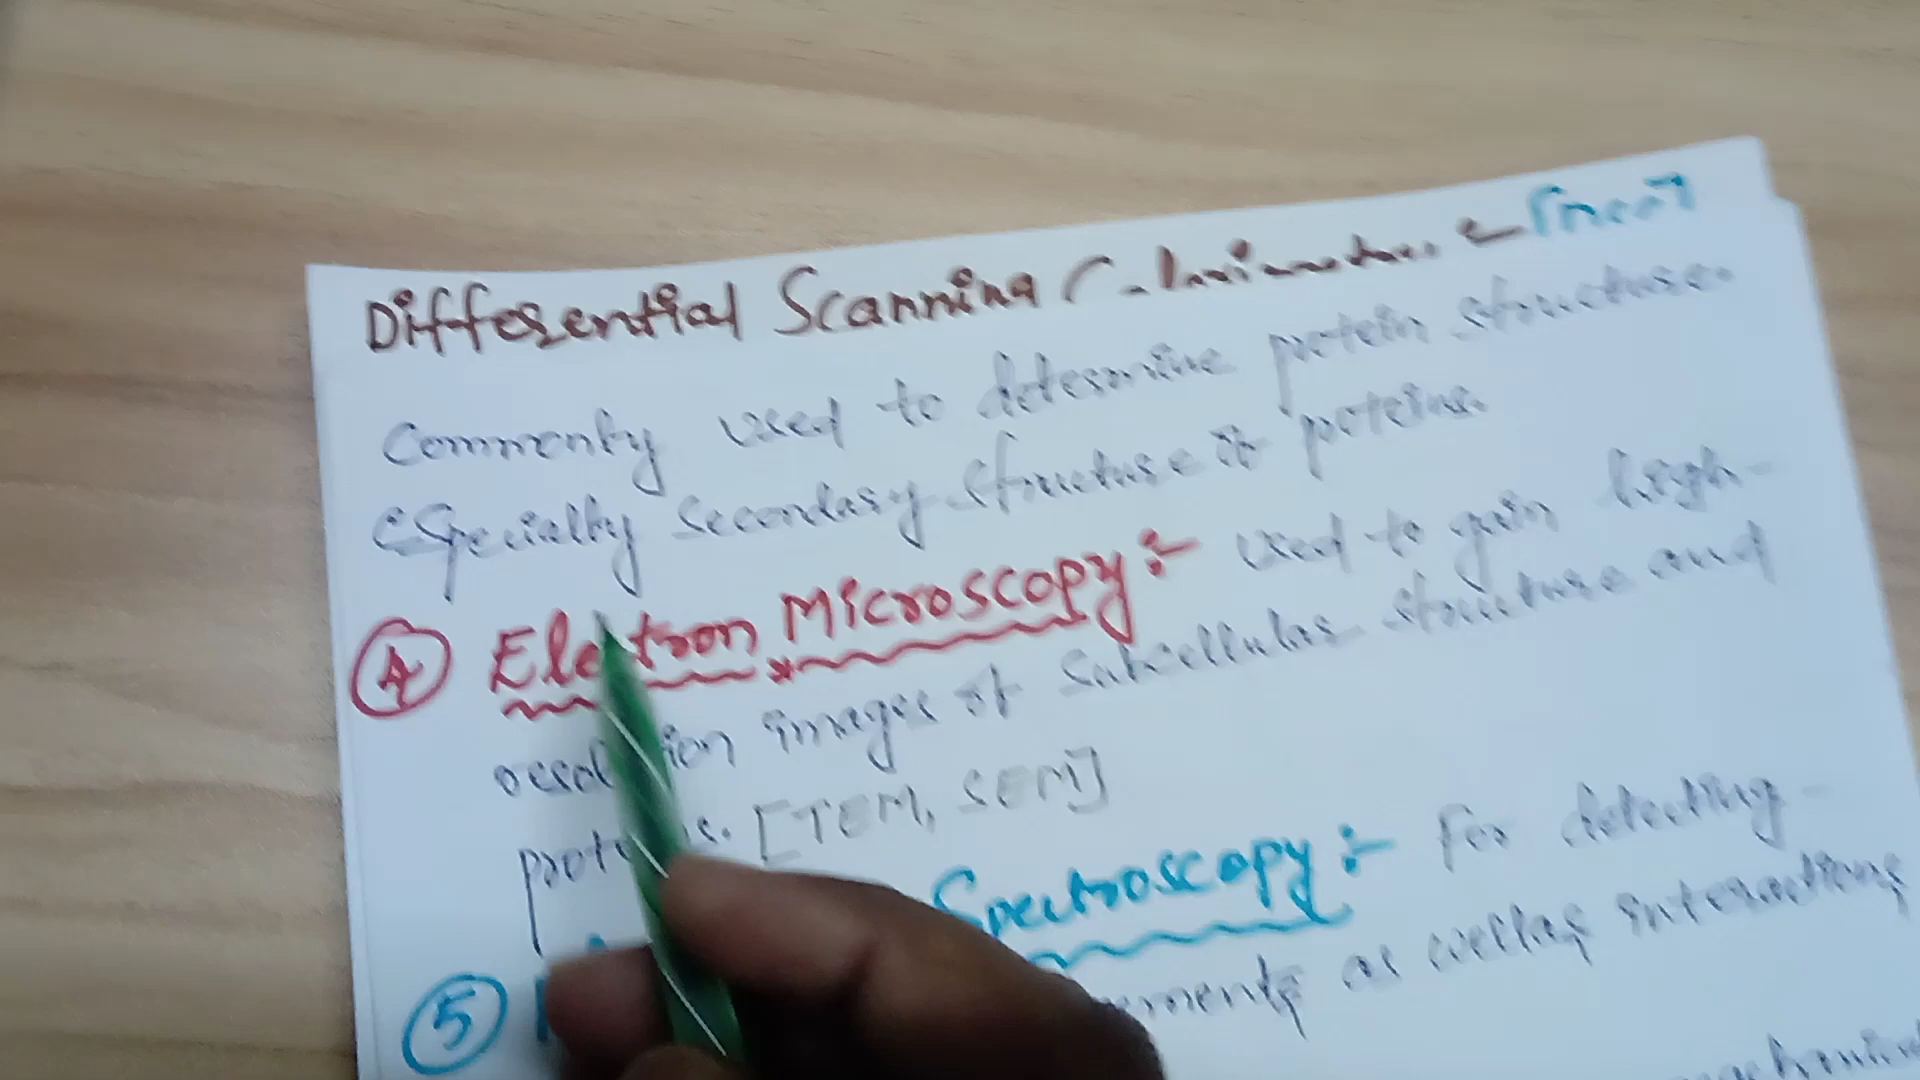 Differential Scanning
Commonly used to determine protein structure.
especially secondary structure of proteins.
④ Electron Microscopy :- used to gain high-
images of subcellular structure and
[TEM, SEM]
⑤ Spectroscopy :- For detecting
as well as interactions